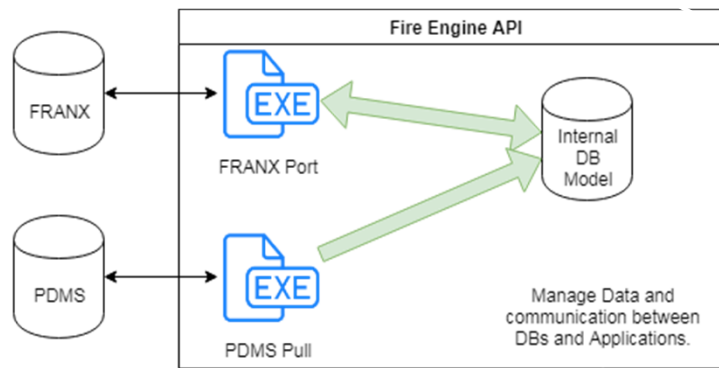 Fire Engine API
FRANX
EXE
FRANX Port
Internal
DB
Model
PDMS
EXE
PDMS Pull
Manage Data and
communication between
DBs and Applications.